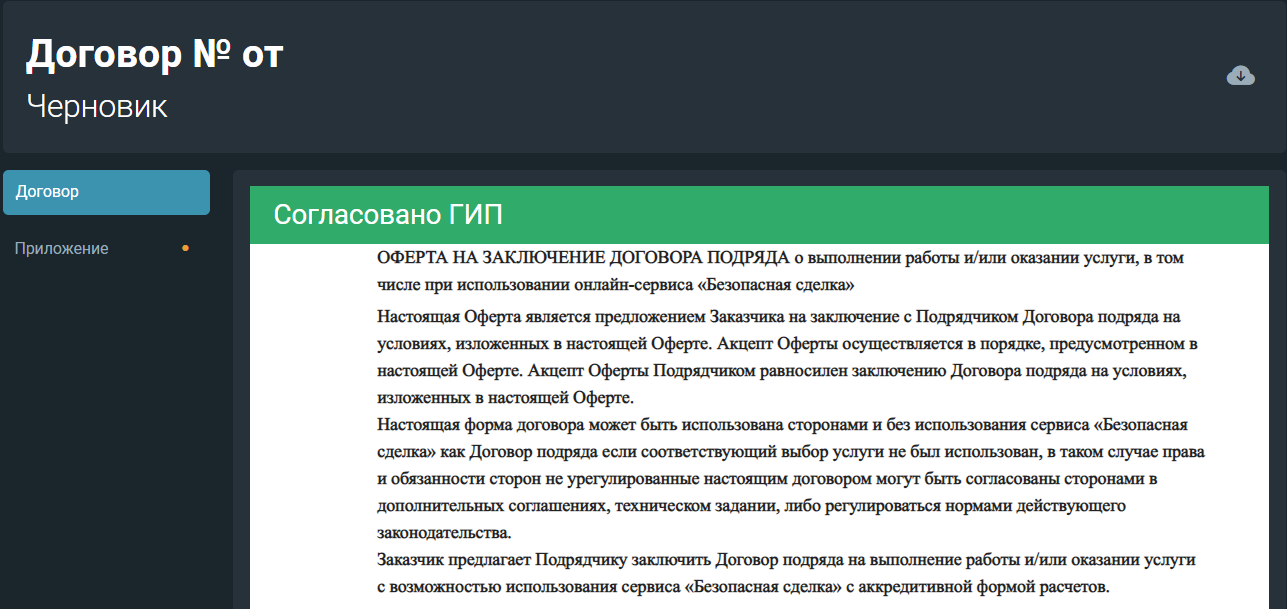 Договор № от
Черновик
Договор
Приложение
Согласовано ГИП
ОФЕРТА НА ЗАКЛЮЧЕНИЕ ДОГОВОРА ПОДРЯДА о выполнении работы и/или оказании услуги, в том
числе при использовании онлайн-сервиса «Безопасная сделка»
Настоящая Оферта является предложением Заказчика на заключение с Подрядчиком Договора подряда на
условиях, изложенных в настоящей Оферте. Акцепт Оферты осуществляется в порядке, предусмотренном в
настоящей Оферте. Акцепт Оферты Подрядчиком равносилен заключению Договора подряда на условиях,
изложенных в настоящей Оферте.
Настоящая форма договора может быть использована сторонами и без использования сервиса «Безопасная
сделка» как Договор подряда если соответствующий выбор услуги не был использован, в таком случае права
и обязанности сторон не урегулированные настоящим договором могут быть согласованы сторонами в
дополнительных соглашениях, техническом задании, либо регулироваться нормами действующего
законодательства.
Заказчик предлагает Подрядчику заключить Договор подряда на выполнение работы и/или оказании услуги
с возможностью использования сервиса «Безопасная сделка» с аккредитивной формой расчетов.